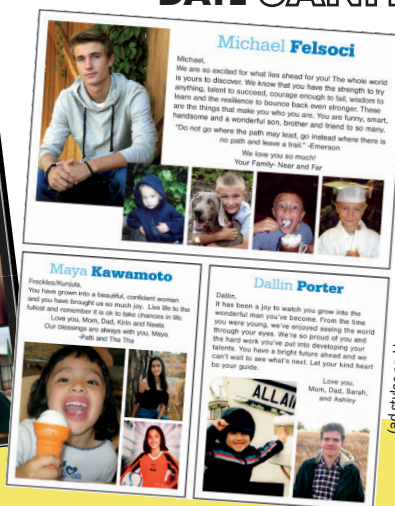 DATE
Michael Felsoci
Michael,
We are so excited for what lies ahead for you! The whole world
is yours to discover. We know that you have the strength to try
anything, talent to succeed, courage enough to fail, wisdom to
learn and the resilience to bounce back even stronger. These
are the things that make you who you are. You are funny, smart,
handsome and a wonderful son, brother and friend to so many.
"Do not go where the path may lead, go instead where there is
no path and leave a trail." -Emerson
We love you so much!
Your Family- Near and Far
Maya Kawamoto
Freckles/Kunjula,
You have grown into a beautiful, confident woman
and you have brought us so much joy. Live life to the
fullest and remember it is ok to take chances in life.
Love you, Mom, Dad, Kirin and Neela
Our blessings are always with you, Maya.
-Patti and Tha Tha
Dallin Porter
Dallin,
It has been a joy to watch you grow into the
wonderful man you've become. From the time
you were young, we've enjoyed seeing the world
through your eyes. We're so proud of you and
the hard work you've put into developing your
talents. You have a bright future ahead and we
can't wait to see what's next. Let your kind heart
be your guide.
Love you,
Mom, Dad, Sarah,
and Ashley
ALLAI
(ad styles